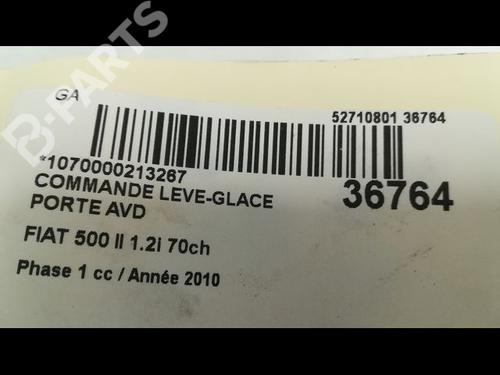 B-PARTS
GA
52710801 36764
*1070000213267
COMMANDE LEVE-GLACE
PORTE AVD
36764
FIAT 500 II 1.2i 70ch
Phase 1 cc / Année 2010